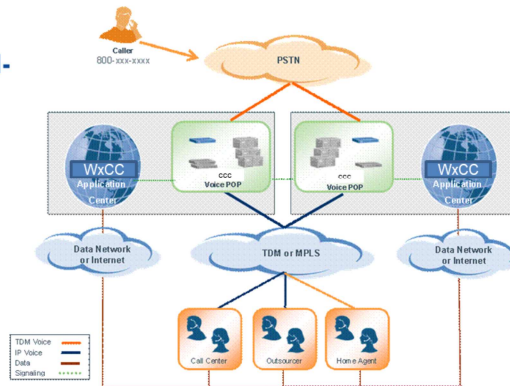 Caller
800-xxx-xxxx
PSTN
WxCC
Application
Center
CCC
Voice POP
CCC
Voice POP
WxCC
Application
Center
Data Network
or Internet
TDM or MPLS
Data Network
or Internet
Call Center
Outsourcer
Home Agent
TDM Voice
IP Voice
Data
Signaling